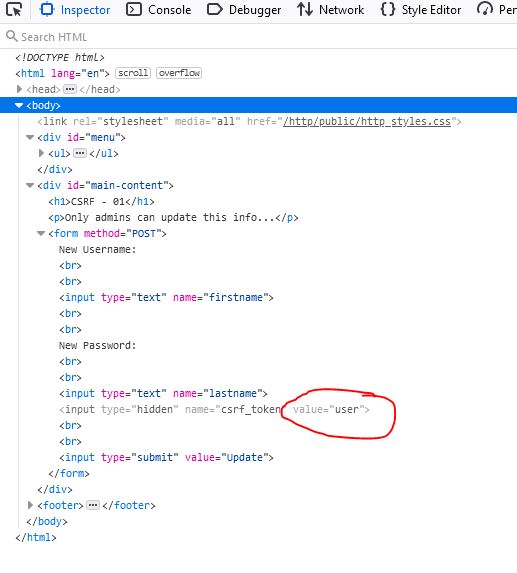 Inspector Console Debugger Network Style Editor Per
Search HTML
<!DOCTYPE html>
<html lang="en"> scroll overflow
<head> ••• </head>
<body>
<link rel="stylesheet" media="all" href="/http/public/http_styles.css">
<div id="menu">
<ul> ••• </ul>
</div>
<div id="main-content">
<h1>CSRF - 01</h1>
<p>Only admins can update this info...</p>
<form method="POST">
New Username:
<br>
<br>
<input type="text" name="firstname">
<br>
<br>
New Password:
<br>
<br>
<input type="text" name="lastname">
<input type="hidden" name="csrf_token" value="user">
<br>
<br>
<input type="submit" value="Update">
</form>
</div>
<footer> ••• </footer>
</body>
</html>